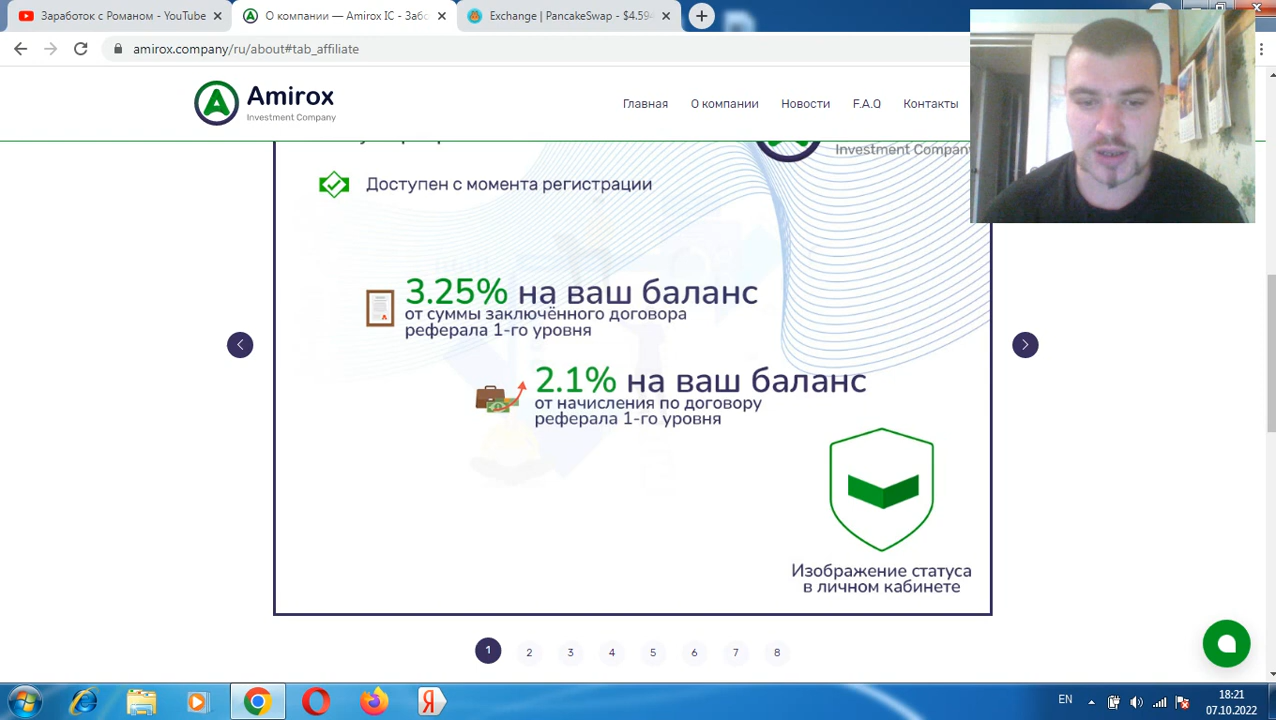 Заработок с Романом - YouTube
О компании — Amirox IC - Забо
Exchange | PancakeSwap - $4.59
amirox.company/ru/about#tab_affiliate
Amirox
Investment Company
Главная
О компании
Новости
F.A.Q
Контакты
Investment Company
Доступен с момента регистрации
3.25% на ваш баланс
от суммы заключённого договора
реферала 1-го уровня
2.1% на ваш баланс
от начисления по договору
реферала 1-го уровня
Изображение статуса
в личном кабинете
1 2 3 4 5 6 7 8
EN
18:21
07.10.2022